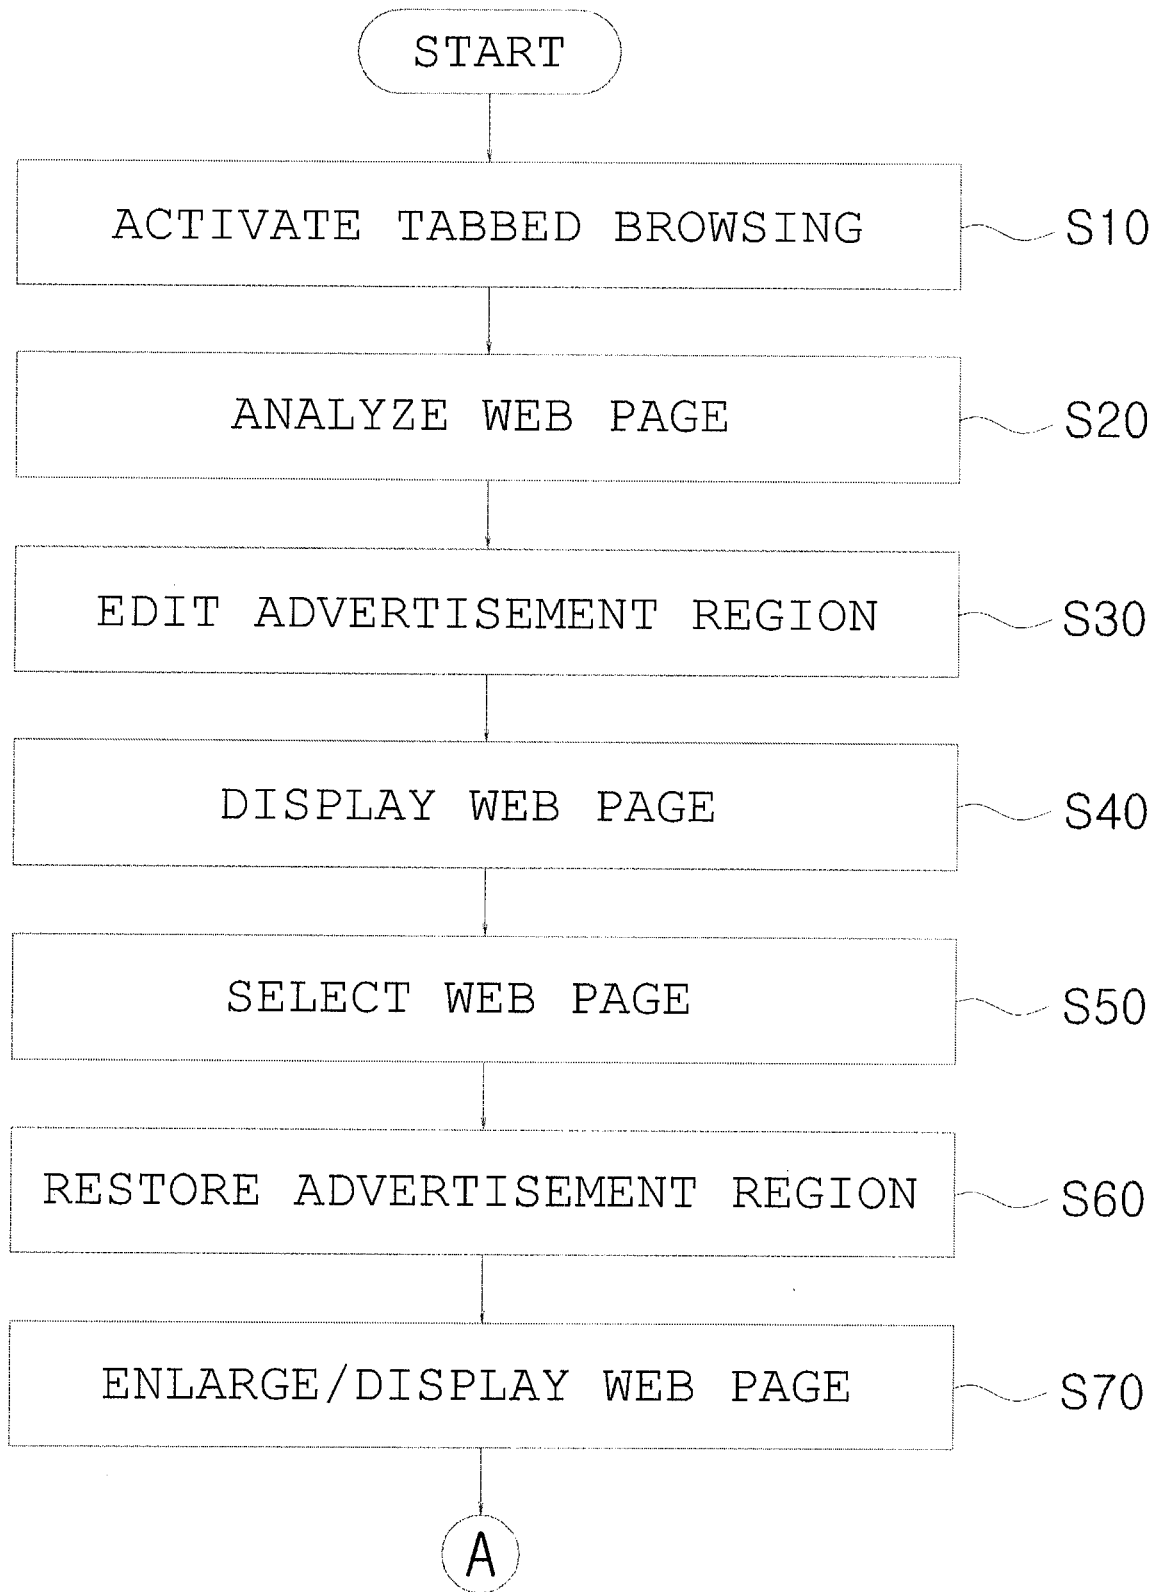 START
ACTIVATE TABBED BROWSING S10
ANALYZE WEB PAGE S20
EDIT ADVERTISEMENT REGION S30
DISPLAY WEB PAGE S40
SELECT WEB PAGE S50
RESTORE ADVERTISEMENT REGION S60
ENLARGE/DISPLAY WEB PAGE S70
A